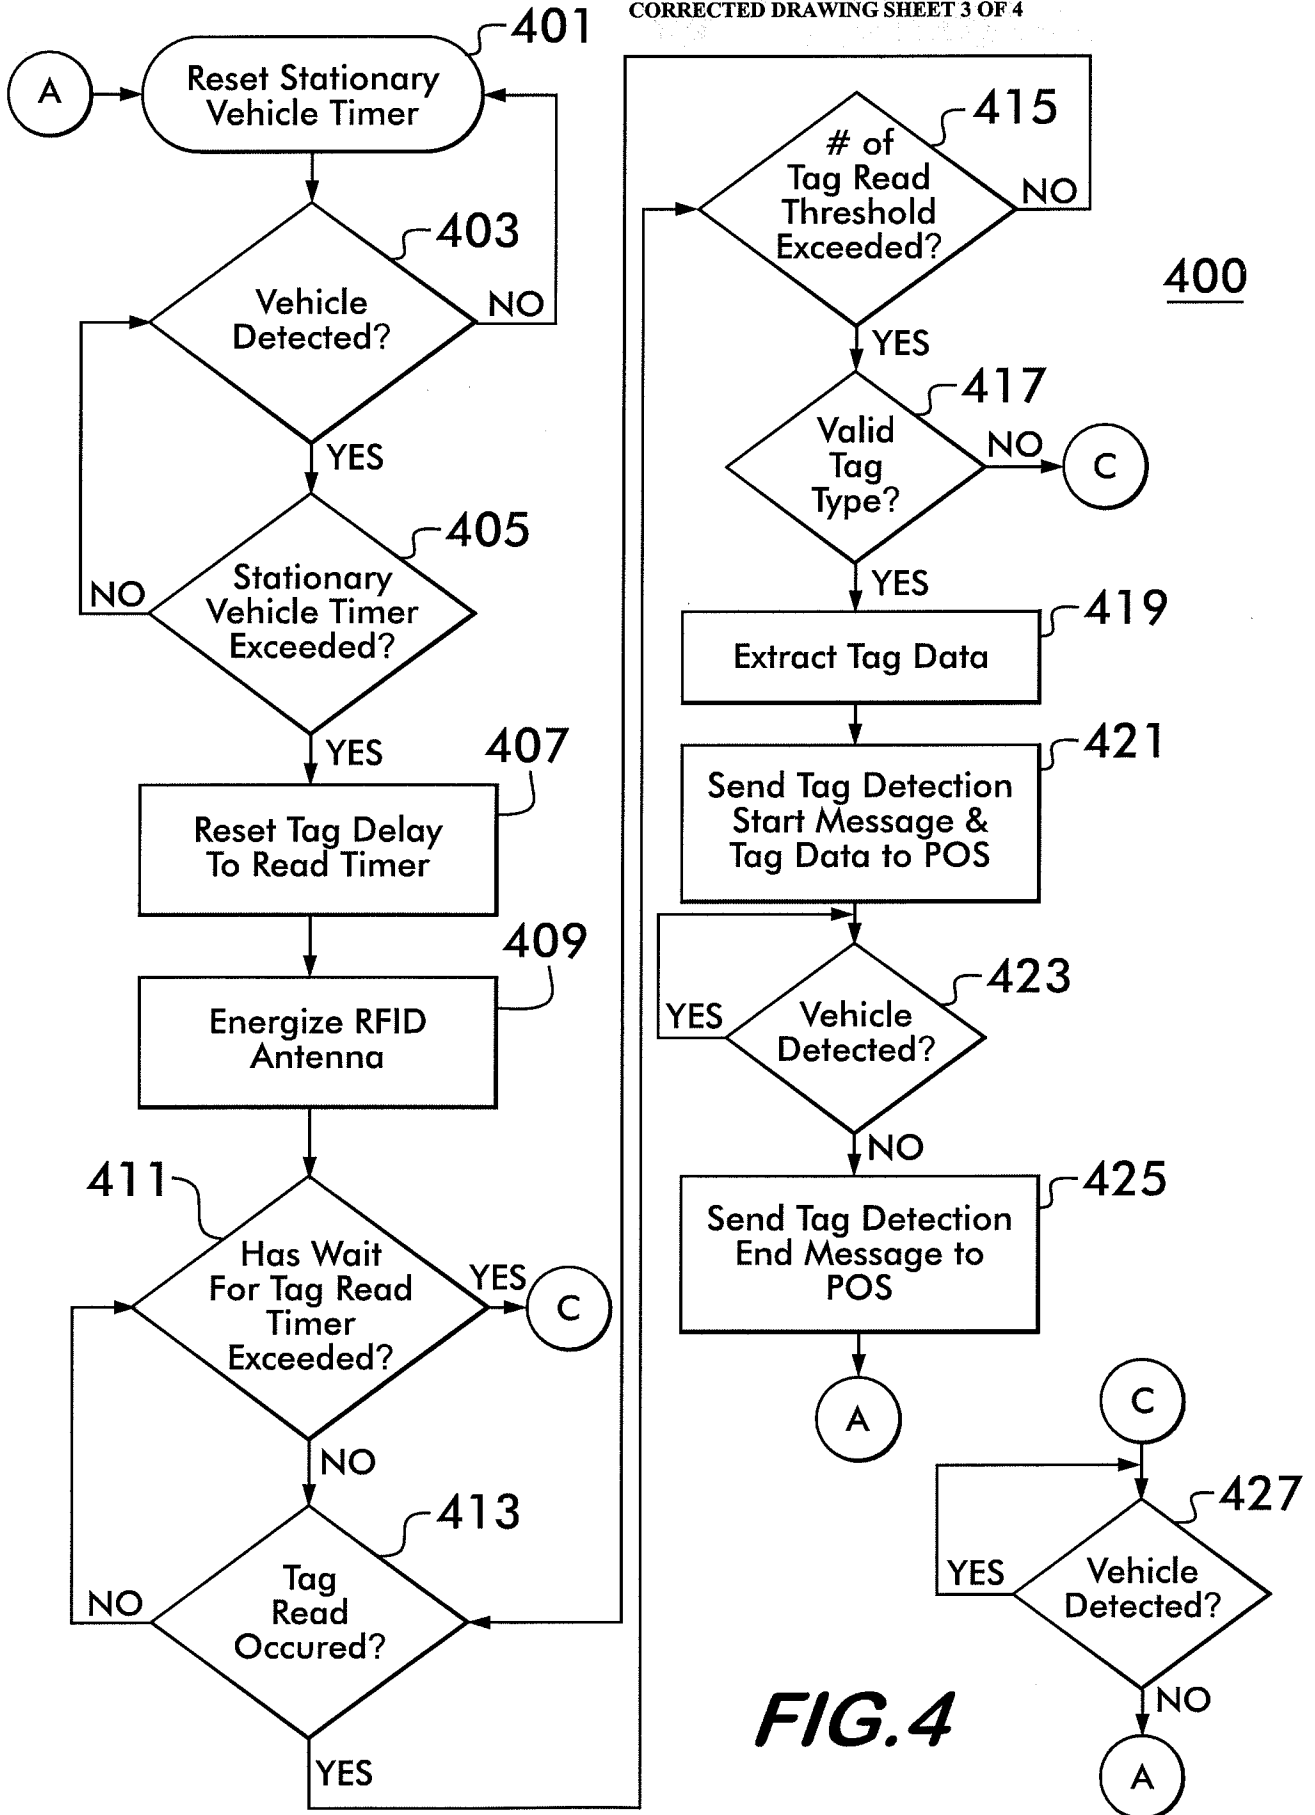 CORRECTED DRAWING SHEET 3 OF 4
401
A
Reset Stationary
Vehicle Timer
403
Vehicle
Detected?
NO
YES
405
Stationary
Vehicle Timer
Exceeded?
NO
YES
407
Reset Tag Delay
To Read Timer
409
Energize RFID
Antenna
411
Has Wait
For Tag Read
Timer
Exceeded?
YES
C
NO
413
Tag
Read
Occured?
NO
YES
415
# of
Tag Read
Threshold
Exceeded?
NO
400
YES
417
Valid
Tag
Type?
NO
C
YES
419
Extract Tag Data
421
Send Tag Detection
Start Message &
Tag Data to POS
423
Vehicle
Detected?
YES
NO
425
Send Tag Detection
End Message to
POS
A
C
427
Vehicle
Detected?
YES
NO
A
FIG.4